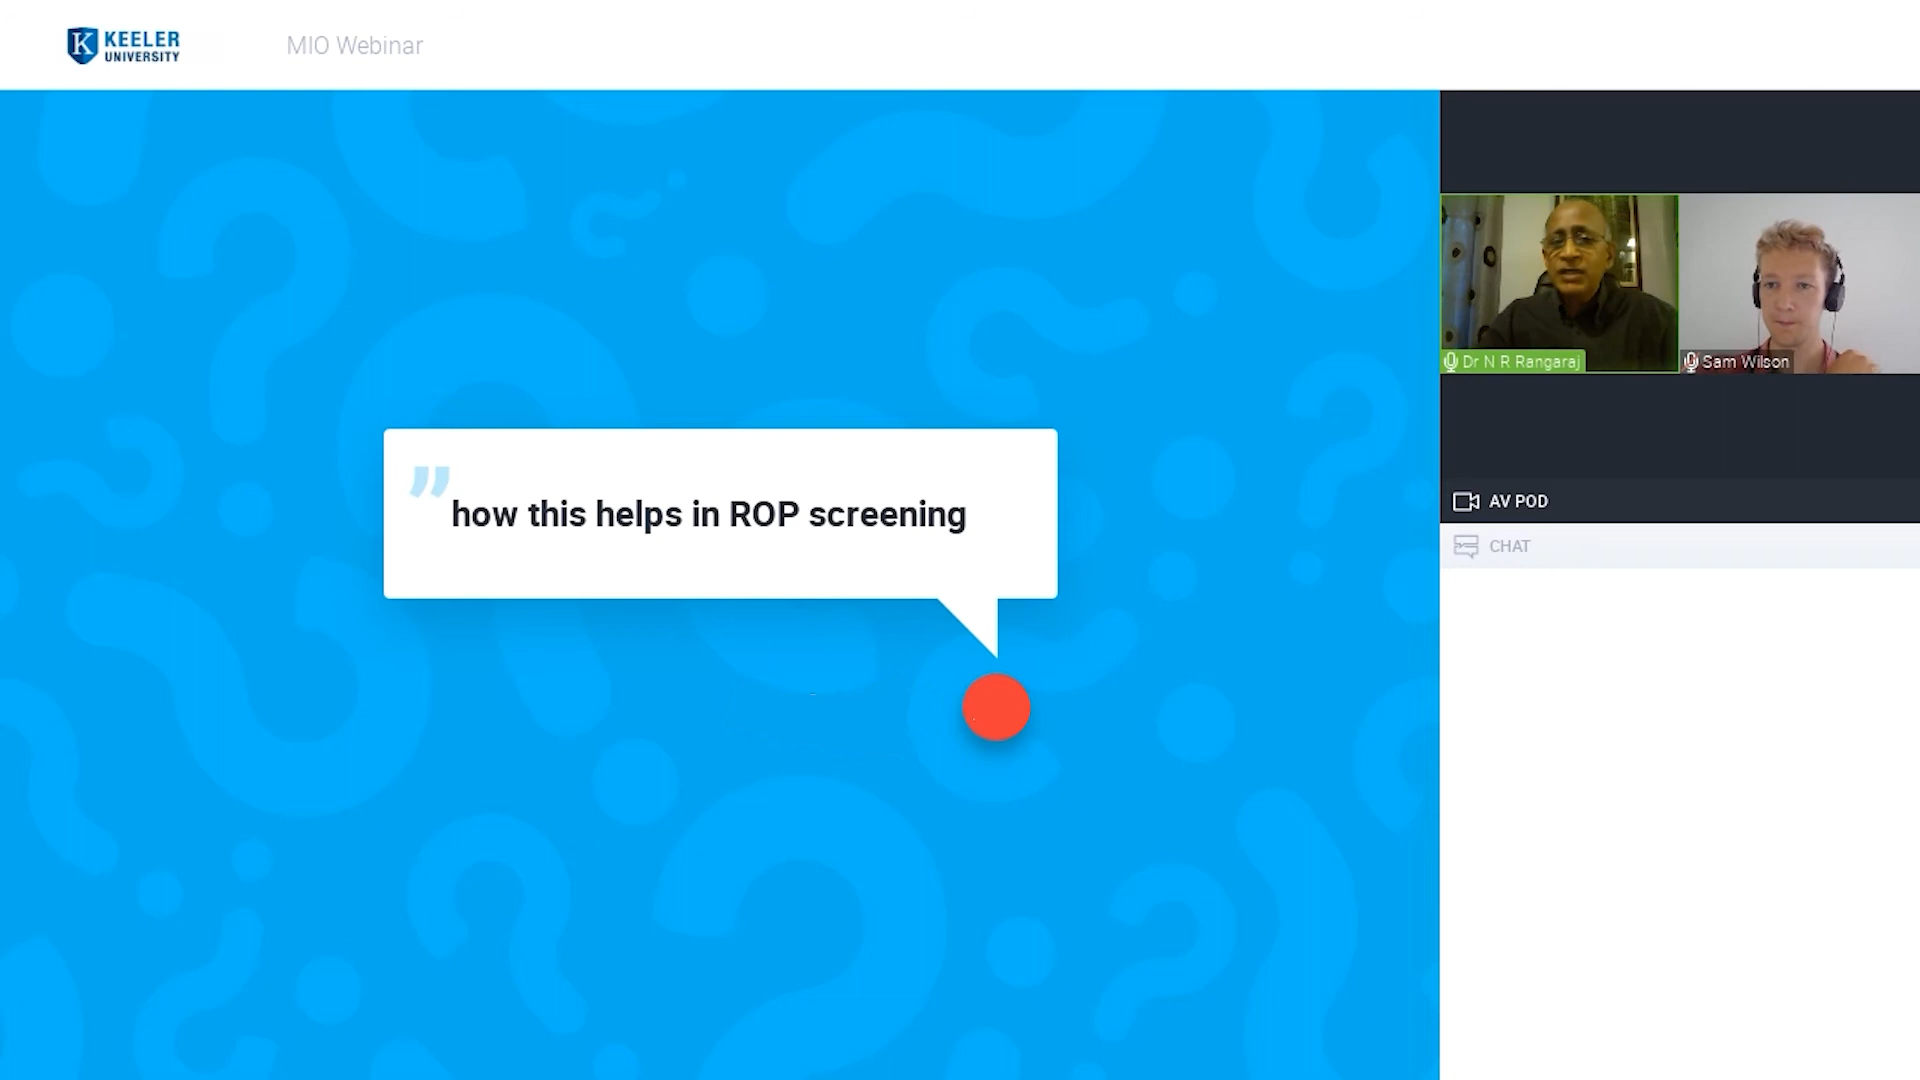 KEELER
UNIVERSITY
MIO Webinar
” how this helps in ROP screening
Dr N R Rangaraj
Sam Wilson
AV POD
CHAT